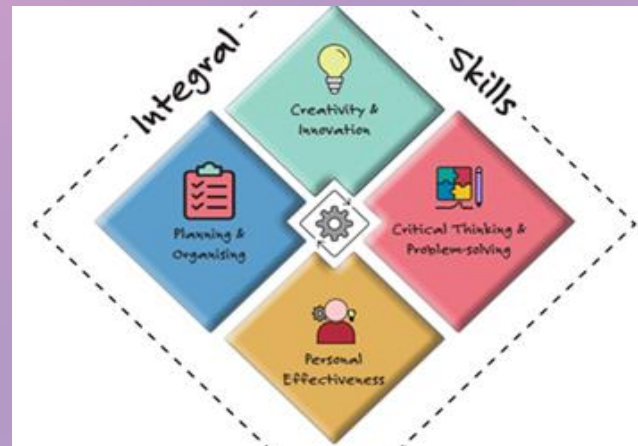 Integral
Skills
Creativity &
Innovation
Planning &
Organising
Critical Thinking &
Problem-solving
Personal
Effectiveness